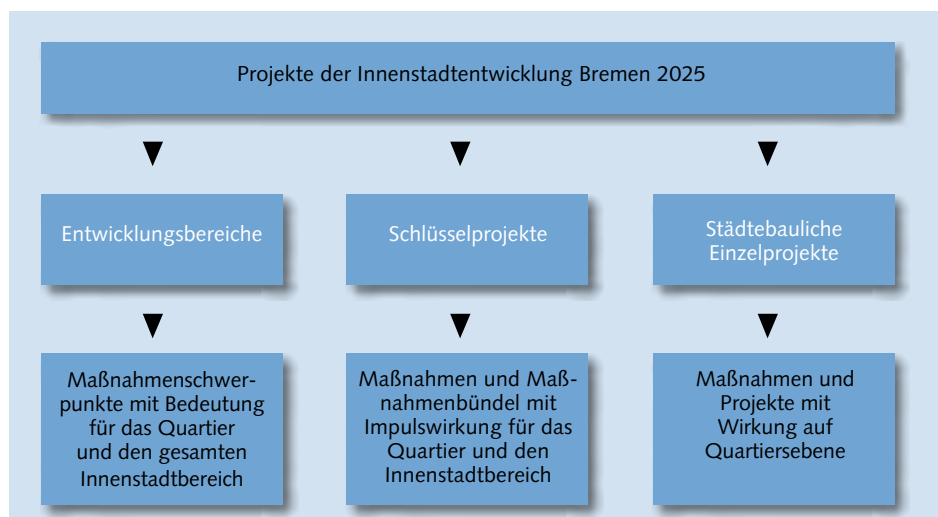 Projekte der Innenstadtentwicklung Bremen 2025
Entwicklungsbereiche
Schlüsselprojekte
Städtebauliche
Einzelprojekte
Maßnahmenschwer-
punkte mit Bedeutung
für das Quartier
und den gesamten
Innenstadtbereich
Maßnahmen und Maß-
nahmenbündel mit
Impulswirkung für das
Quartier und den
Innenstadtbereich
Maßnahmen und
Projekte mit
Wirkung auf
Quartiersebene